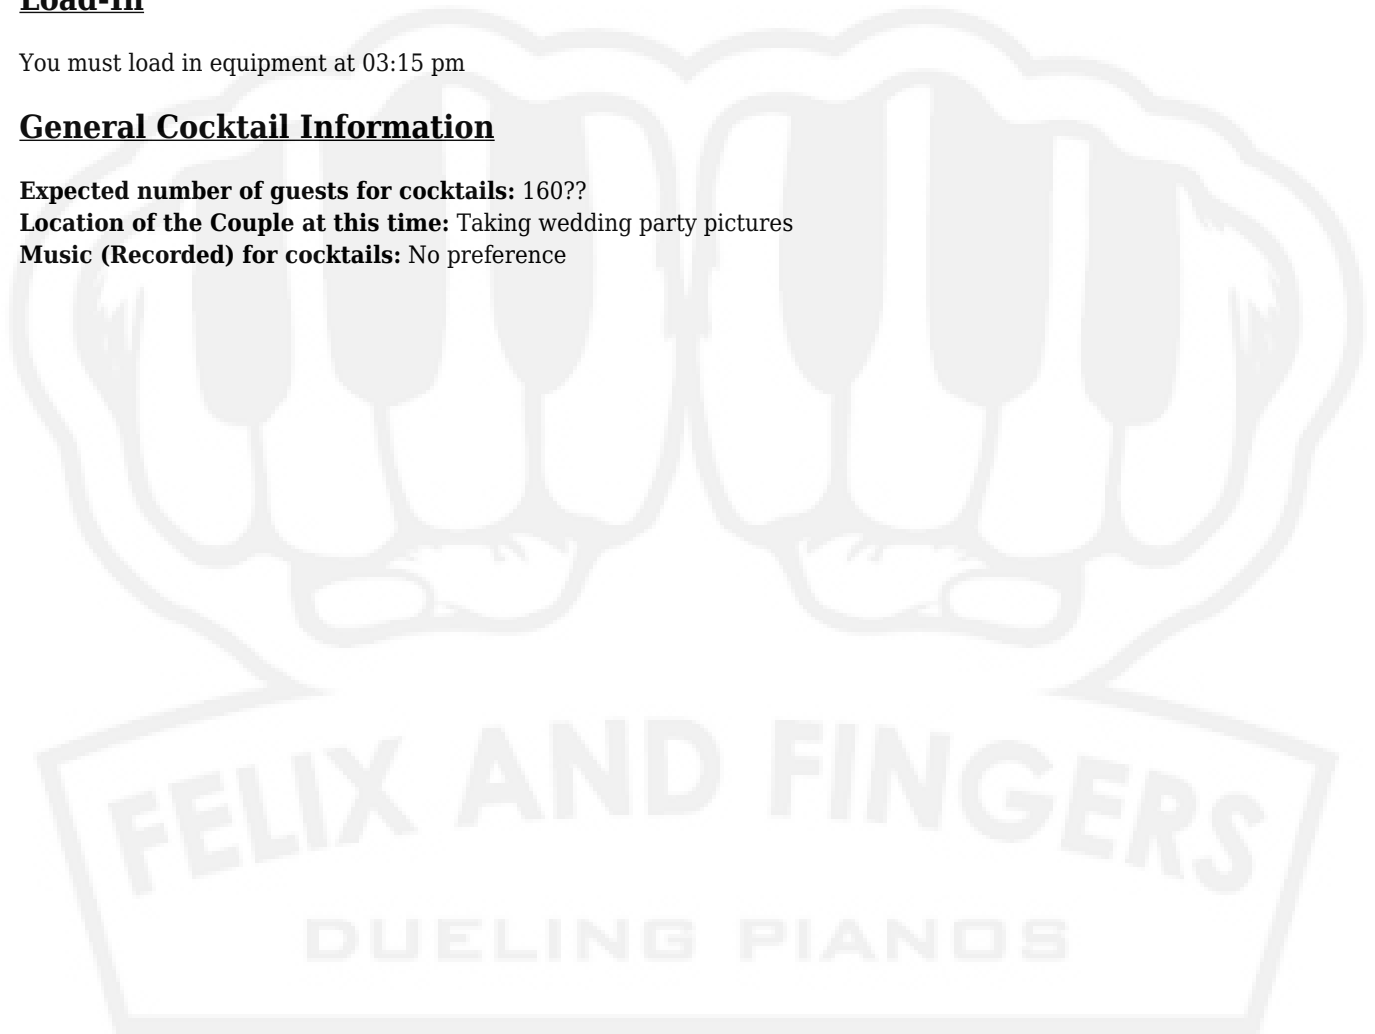 Load-In
You must load in equipment at 03:15 pm
General Cocktail Information
Expected number of guests for cocktails: 160??
Location of the Couple at this time: Taking wedding party pictures
Music (Recorded) for cocktails: No preference
FELIX AND FINGERS
DUELING PIANOS